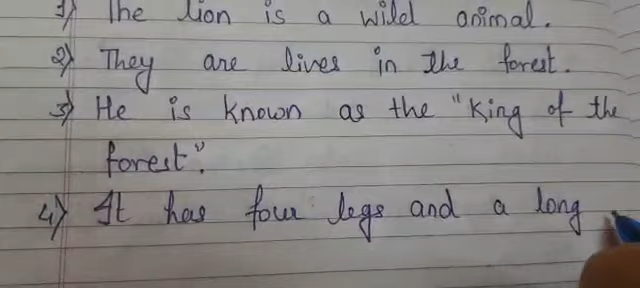 1) The lion is a wild animal.
2) They are lives in the forest.
3) He is known as the "King of the
forest".
4) It has four legs and a long